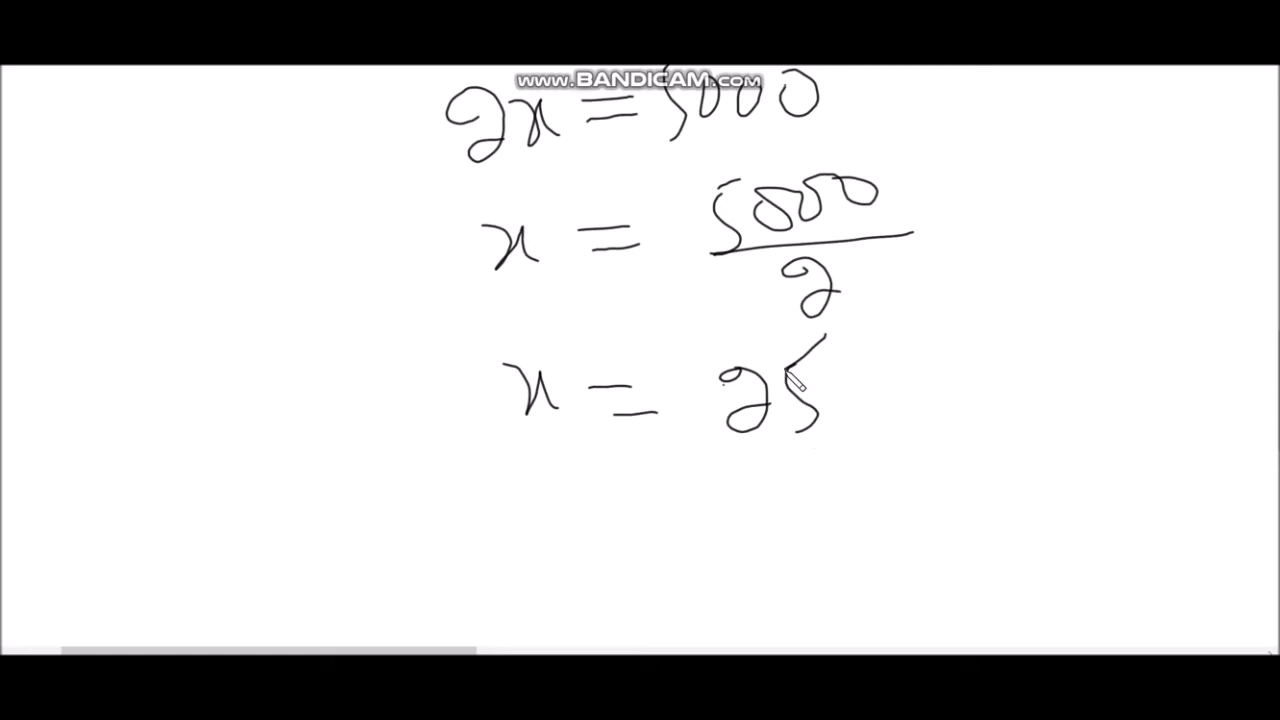 www.BANDICAM.com
2x = 5000
x = 5000
2
x = 25